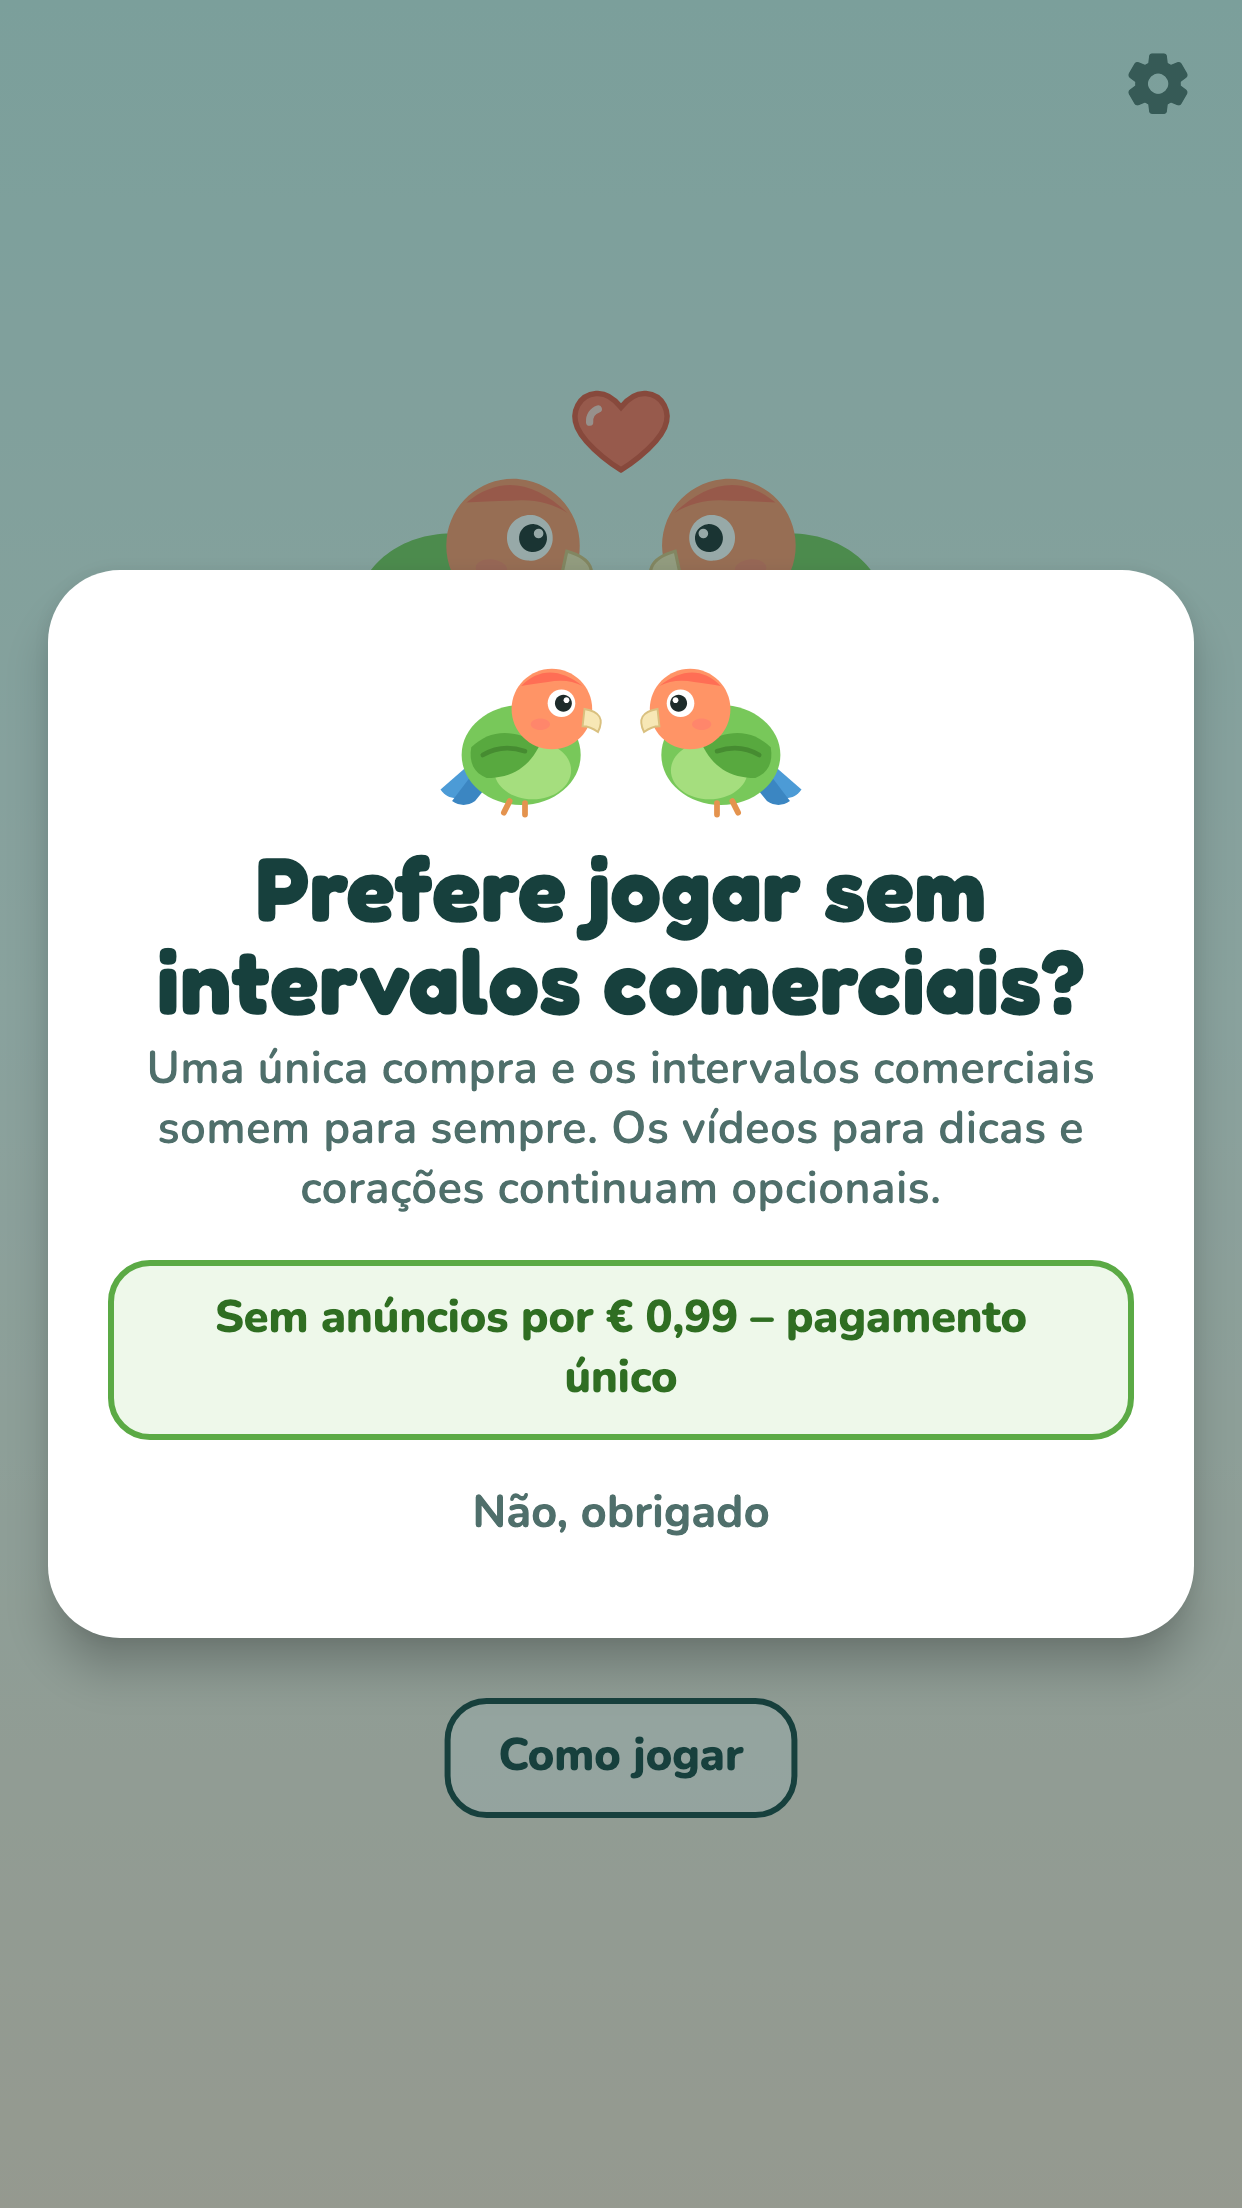 Prefere jogar sem
intervalos comerciais?
Uma única compra e os intervalos comerciais
somem para sempre. Os vídeos para dicas e
corações continuam opcionais.
Sem anúncios por € 0,99 – pagamento
único
Não, obrigado
Como jogar